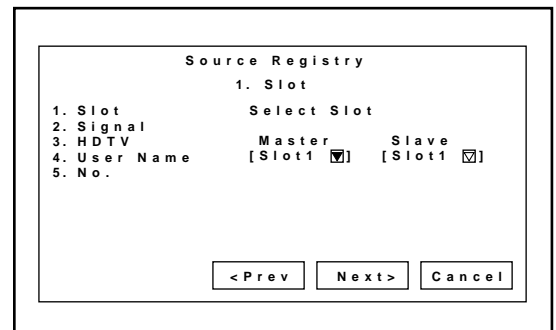 Source Registry
1. Slot
1. Slot
2. Signal
3. HDTV
4. User Name
5. No.
Select Slot
Master Slave
[Slot1 ▼] [Slot1 ▽]
<Prev Next> Cancel